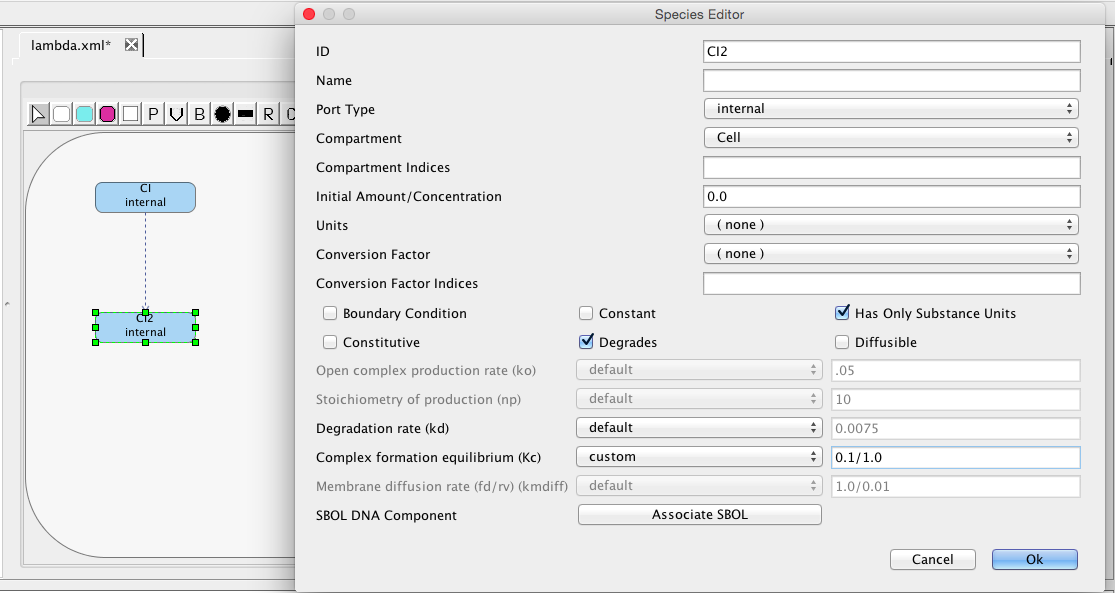 Species Editor
lambda.xml*
P V B R
CI
internal
CI2
internal
ID CI2
Name
Port Type internal
Compartment Cell
Compartment Indices
Initial Amount/Concentration 0.0
Units ( none )
Conversion Factor ( none )
Conversion Factor Indices
Boundary Condition Constant Has Only Substance Units
Constitutive Degrades Diffusible
Open complex production rate (ko) default .05
Stoichiometry of production (np) default 10
Degradation rate (kd) default 0.0075
Complex formation equilibrium (Kc) custom 0.1/1.0
Membrane diffusion rate (fd/rv) (kmdiff) default 1.0/0.01
SBOL DNA Component Associate SBOL
Cancel Ok